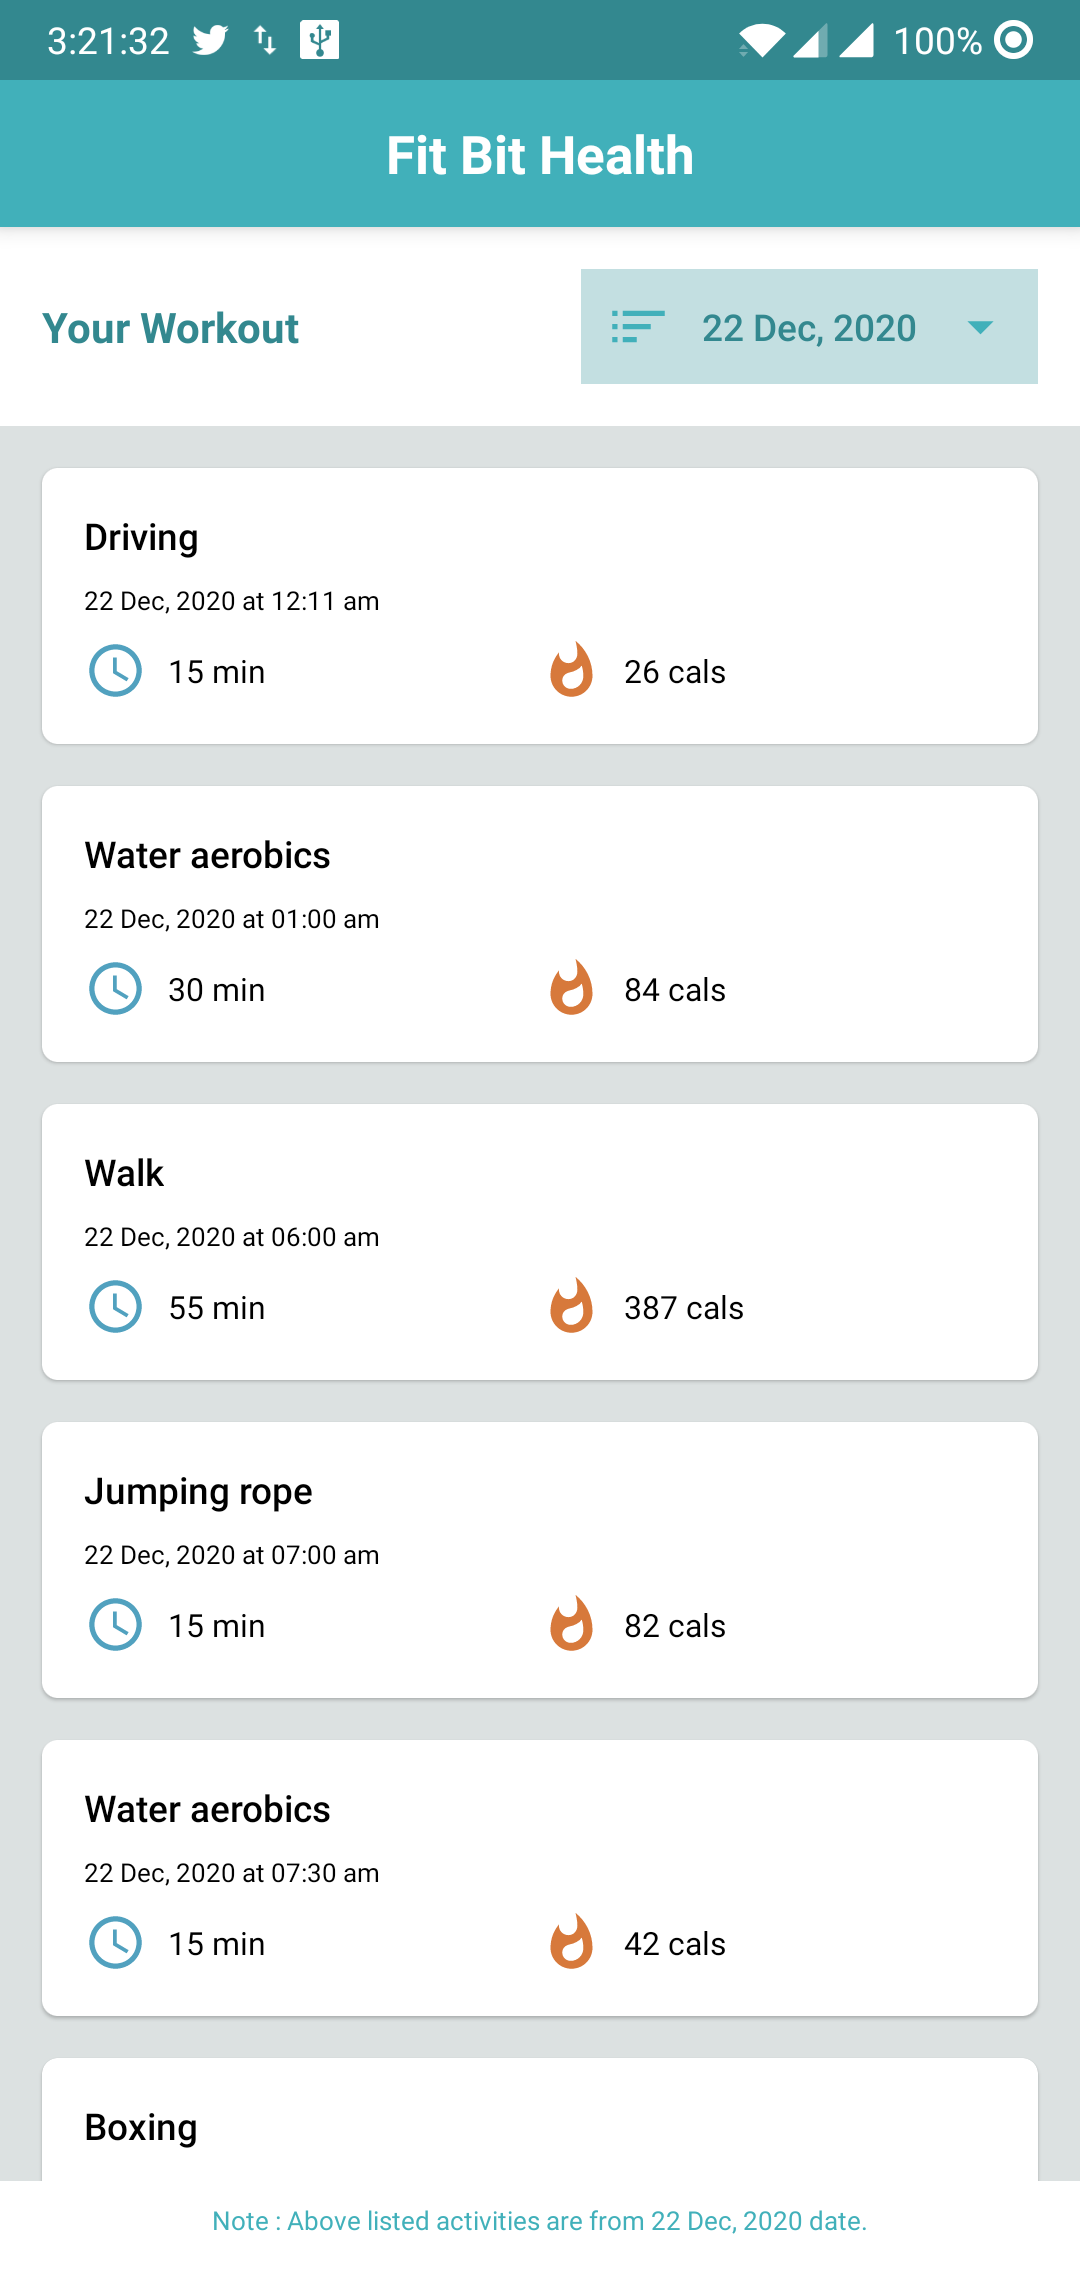 3:21:32 100%
Fit Bit Health
Your Workout 22 Dec, 2020
Driving
22 Dec, 2020 at 12:11 am
15 min 26 cals
Water aerobics
22 Dec, 2020 at 01:00 am
30 min 84 cals
Walk
22 Dec, 2020 at 06:00 am
55 min 387 cals
Jumping rope
22 Dec, 2020 at 07:00 am
15 min 82 cals
Water aerobics
22 Dec, 2020 at 07:30 am
15 min 42 cals
Boxing
Note : Above listed activities are from 22 Dec, 2020 date.